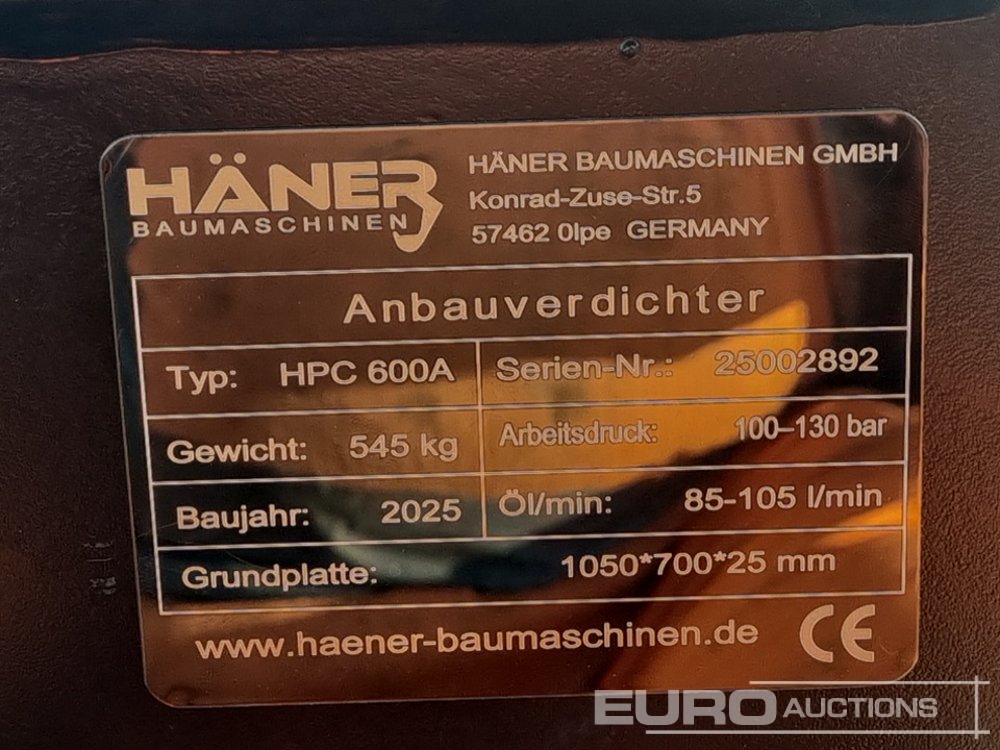 HÄNER
BAUMASCHINEN
HÄNER BAUMASCHINEN GMBH
Konrad-Zuse-Str.5
57462 Olpe GERMANY
Anbauverdichter
Typ: HPC 600A
Serien-Nr.: 25002892
Gewicht: 545 kg
Arbeitsdruck: 100–130 bar
Baujahr: 2025
Öl/min: 85-105 l/min
Grundplatte: 1050*700*25 mm
www.haener-baumaschinen.de
CE
EURO AUCTIONS